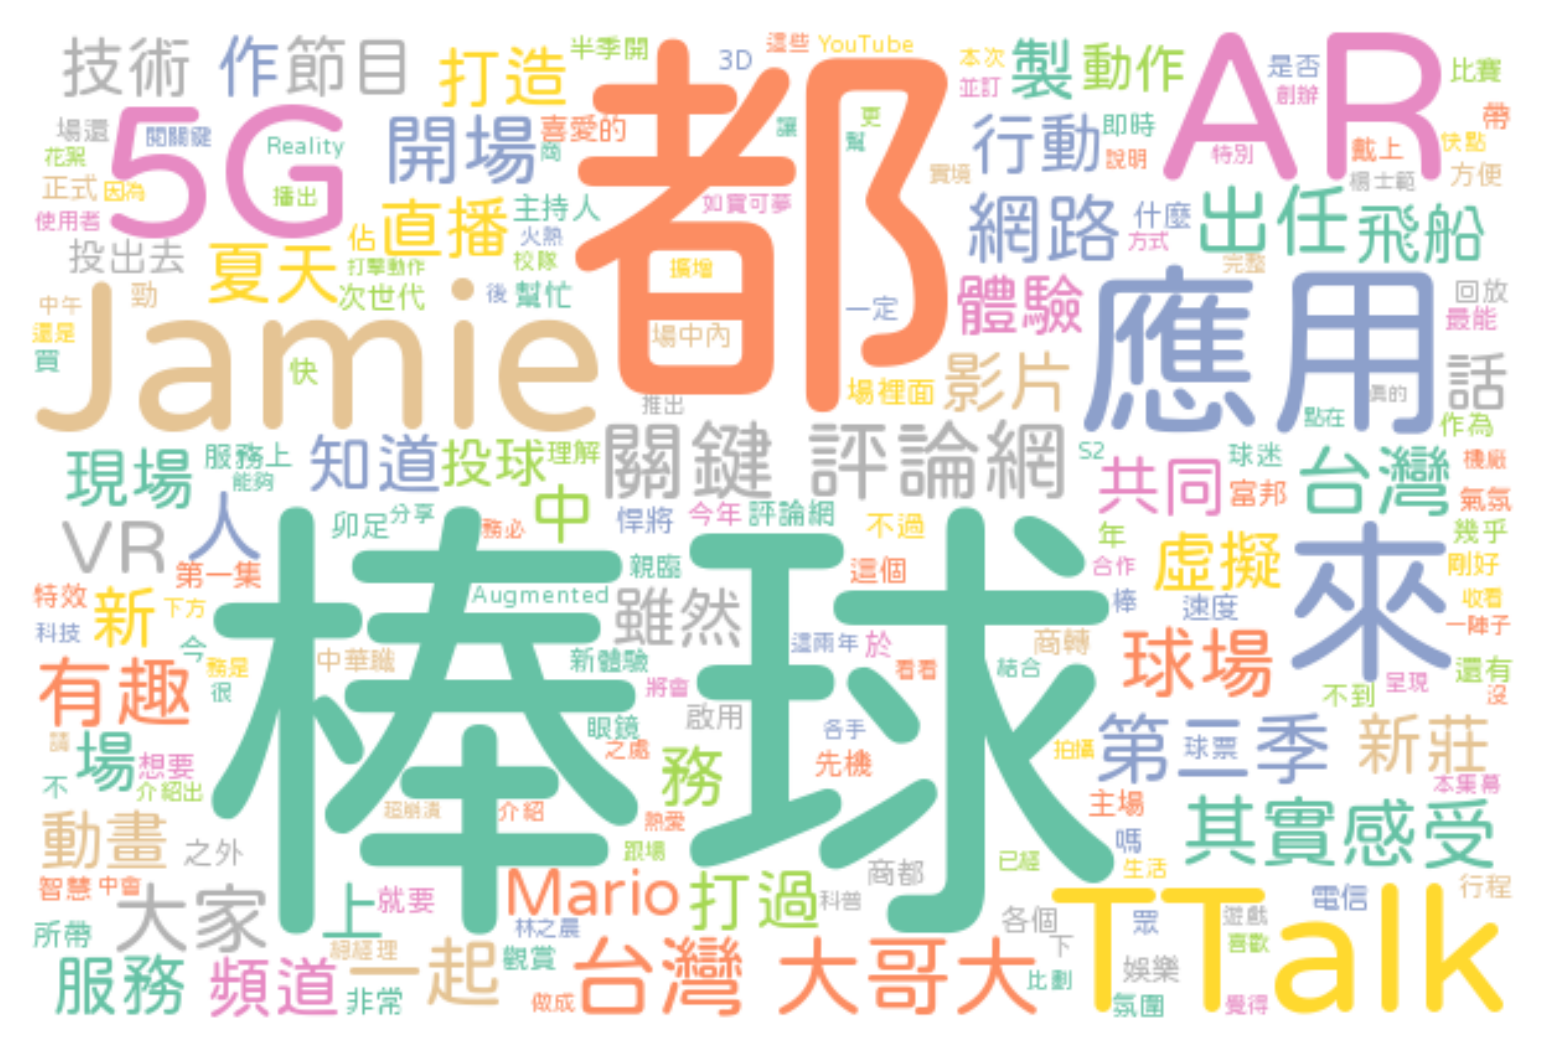 技術 作節目 打造 半季開 3D 這些 YouTube 本次 製 動作 是否 比賽
都
並訂 創辦 AR 帶
場還 5G 開關鍵 Reality 開場 喜愛的 商 讓 更 幫 行動 即時 說明 特別 戴上 快點
花絮 實境 楊士範 方便
正式 因為 播出 主持人 如寶可夢 網路 什麼 出任 飛船
使用者 直播 火熱 方式
投出去 夏天 佔 打擊動作 校隊 擴增 完整
中午 勁 次世代 後 幫忙 一定 體驗 應用 回放
還是 Jamie 場中內 最能
買 快 場裡面 影片 真的 話
推出 點在 作為
現場 服務上 知道 投球 理解 關鍵 評論網 S2 共同 球迷 台灣 機廠
能夠 富邦 氣氛
VR 人 卯足 分享 務必 中 悍將 今年 評論網 不過 年 幾乎
第一集 親臨 這個 合作 虛擬 來 剛好
特效 新 下方 棒球 Augmented 雖然 棒 速度 收看
科技 今 這兩年 於 商轉 一陣子
有趣 務是 中華職 新體驗 看看 結合 球場 還有
很 將會 不到 呈現 沒
請 場 想要 眼鏡 啟用 各手 第二季 球票 新莊
不 介紹出 之處 務 先機 拍攝 本集幕
動畫 之外 超崩潰 介紹 熱愛 主場 其實感受
跟場 嗎
智慧 中會 商都 已經 生活
大家 上 就要 Mario 打過 科普 TTalk 電信 行程
所帶 林之晨 各個 眾 遊戲
總經理 下 喜歡
服務 頻道 一起 觀賞 台灣 大哥大 比劃 娛樂
非常 做成 氛圍 覺得